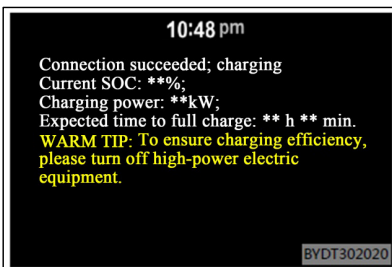 10:48 pm
Connection succeeded; charging
Current SOC: **%;
Charging power: **kW;
Expected time to full charge: ** h ** min.
WARM TIP: To ensure charging efficiency,
please turn off high-power electric
equipment.
BYDT302020